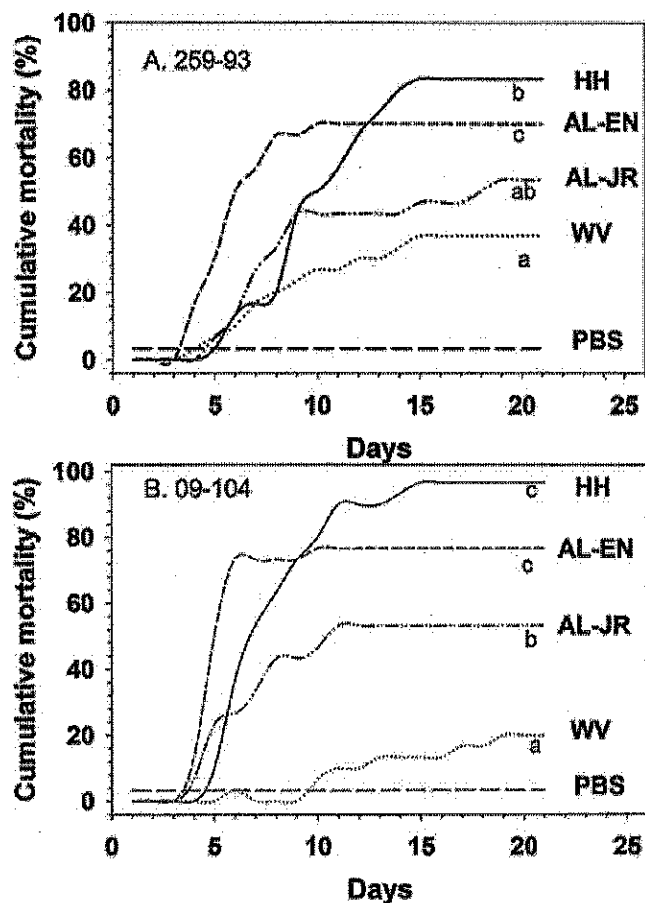 100
80
60
40
20
0
Cumulative mortality (%)
A. 259-93
HH
b
AL-EN
c
AL-JR
ab
WV
a
PBS
0 5 10 15 20 25
Days
100
80
60
40
20
0
Cumulative mortality (%)
B. 09-104
HH
c
AL-EN
c
AL-JR
b
WV
a
PBS
0 5 10 15 20 25
Days